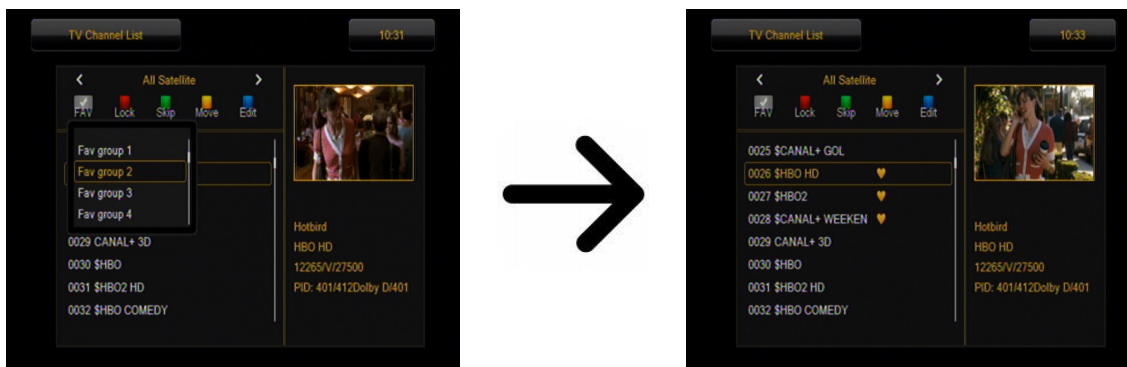 TV Channel List
10:31
All Satellite
FAV Lock Skip Move Edit
Fav group 1
Fav group 2
Fav group 3
Fav group 4
0029 CANAL+ 3D
0030 $HBO
0031 $HBO2 HD
0032 $HBO COMEDY
Hotbird
HBO HD
12265/V/27500
PID: 401/412Dolby D/401
TV Channel List
10:33
All Satellite
FAV Lock Skip Move Edit
0025 $CANAL+ GOL
0026 $HBO HD
0027 $HBO2
0028 $CANAL+ WEEKEN
0029 CANAL+ 3D
0030 $HBO
0031 $HBO2 HD
0032 $HBO COMEDY
Hotbird
HBO HD
12265/V/27500
PID: 401/412Dolby D/401